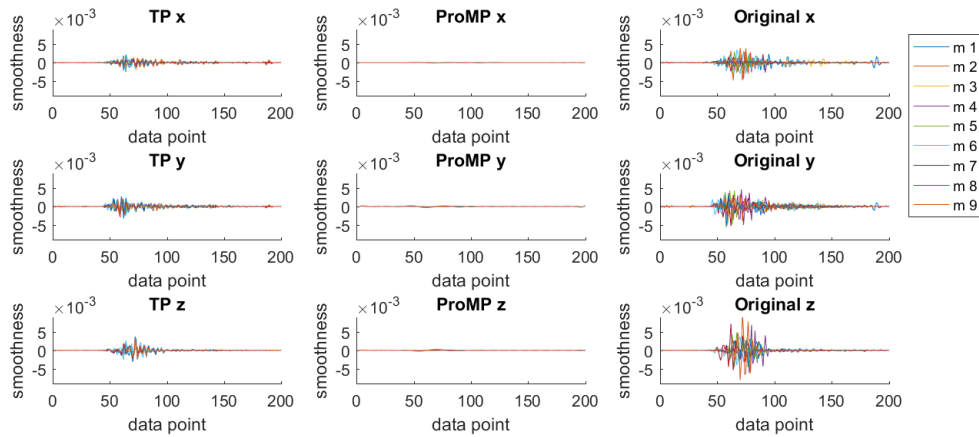 ×10⁻³ TP x
×10⁻³ ProMP x
×10⁻³ Original x
smoothness
5
0
-5
0 50 100 150 200
data point
smoothness
5
0
-5
0 50 100 150 200
data point
smoothness
5
0
-5
0 50 100 150 200
data point
m 1
m 2
m 3
m 4
m 5
m 6
m 7
m 8
m 9
×10⁻³ TP y
×10⁻³ ProMP y
×10⁻³ Original y
smoothness
5
0
-5
0 50 100 150 200
data point
smoothness
5
0
-5
0 50 100 150 200
data point
smoothness
5
0
-5
0 50 100 150 200
data point
×10⁻³ TP z
×10⁻³ ProMP z
×10⁻³ Original z
smoothness
5
0
-5
0 50 100 150 200
data point
smoothness
5
0
-5
0 50 100 150 200
data point
smoothness
5
0
-5
0 50 100 150 200
data point